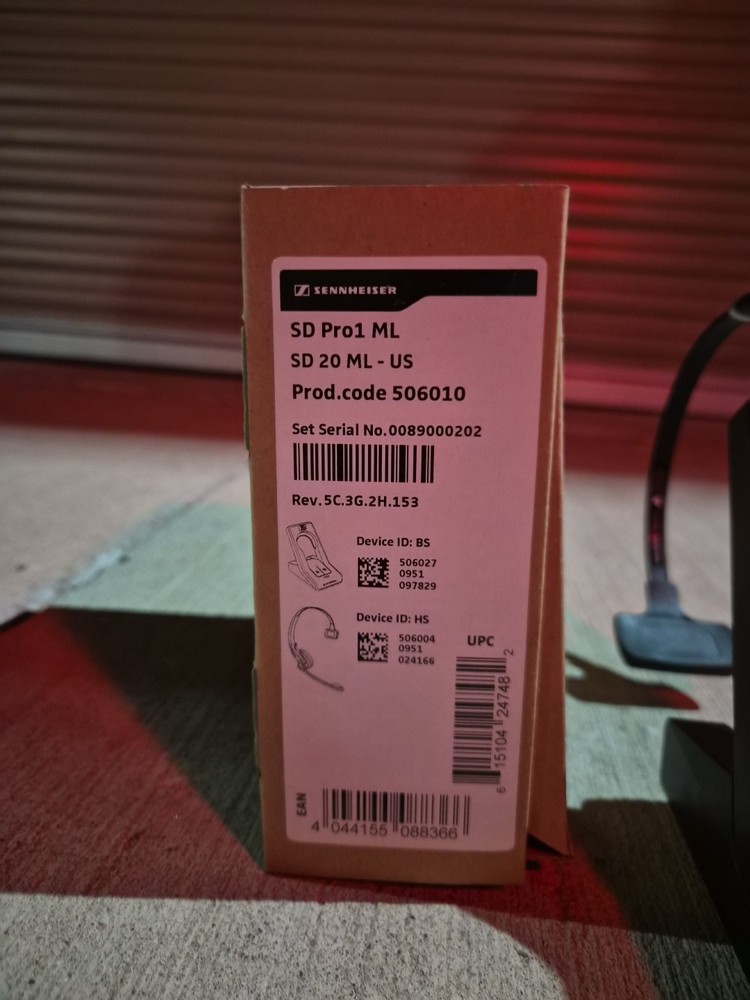 SENNHEISER
SD Pro1 ML
SD 20 ML - US
Prod.code 506010
Set Serial No.0089000202
Rev.5C.3G.2H.153
Device ID: BS
506027
0951
097829
Device ID: HS
506004
0951
024166
UPC
6 15104 24748 2
EAN
4 044155 088366